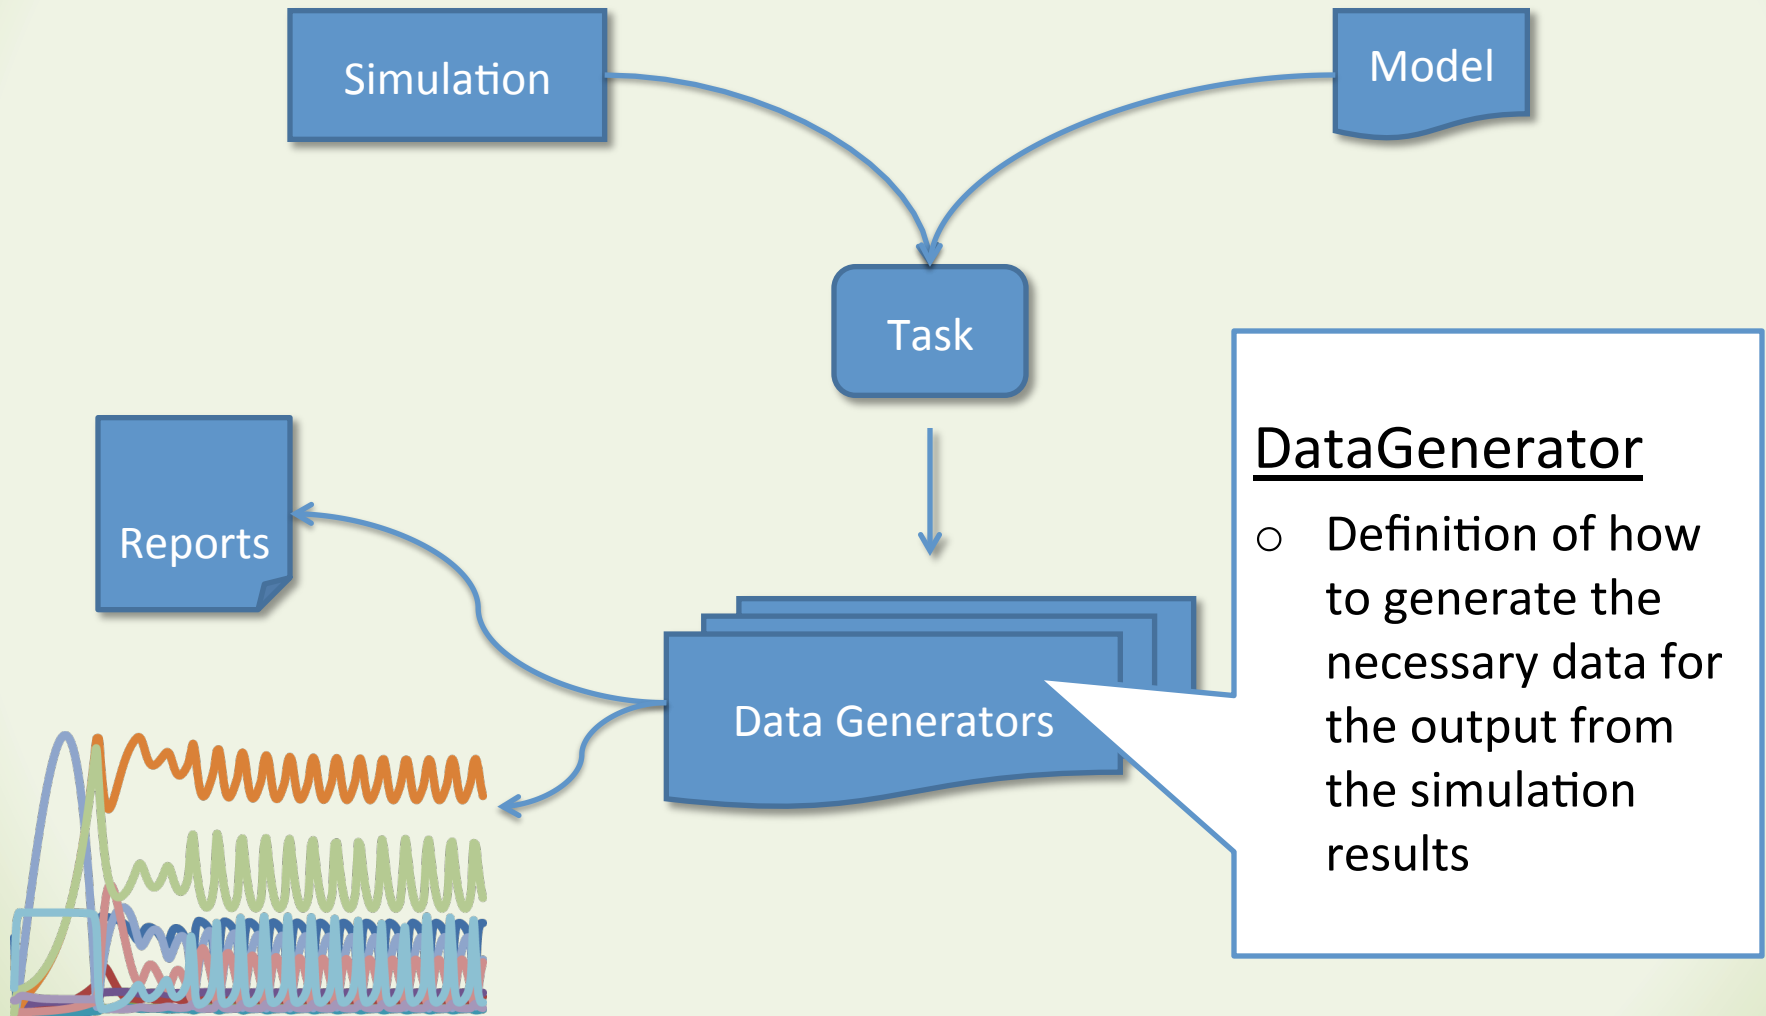 Simulation
Model
Task
Reports
Data Generators
DataGenerator
o Definition of how
to generate the
necessary data for
the output from
the simulation
results